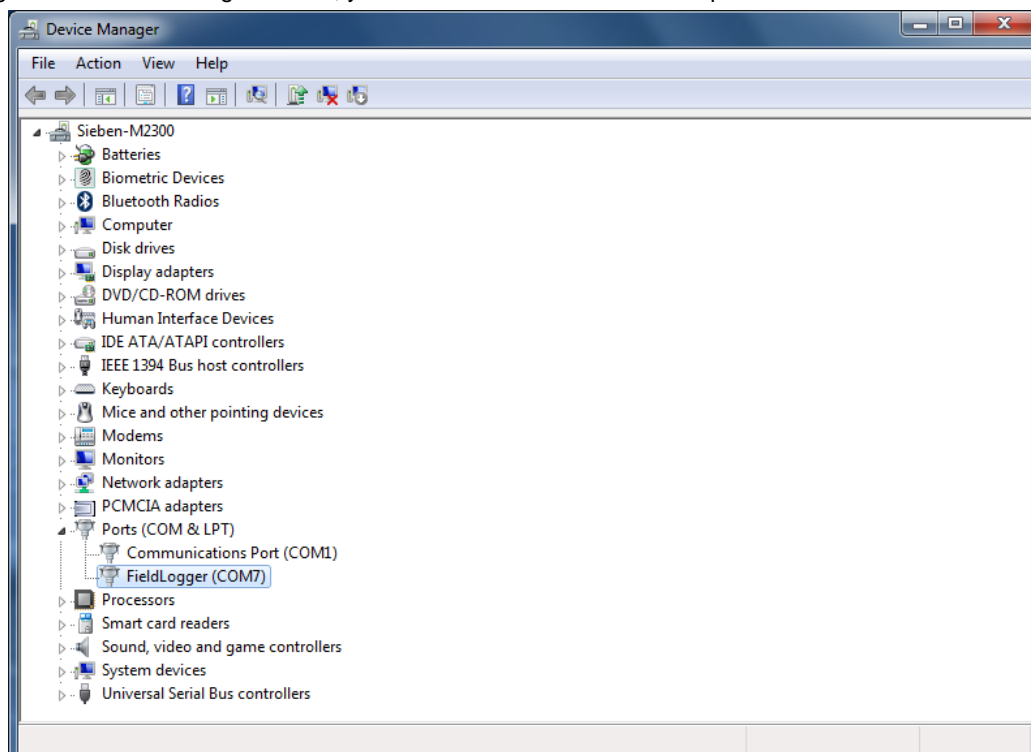 Device Manager
File Action View Help
Sieben-M2300
Batteries
Biometric Devices
Bluetooth Radios
Computer
Disk drives
Display adapters
DVD/CD-ROM drives
Human Interface Devices
IDE ATA/ATAPI controllers
IEEE 1394 Bus host controllers
Keyboards
Mice and other pointing devices
Modems
Monitors
Network adapters
PCMCIA adapters
Ports (COM & LPT)
Communications Port (COM1)
FieldLogger (COM7)
Processors
Smart card readers
Sound, video and game controllers
System devices
Universal Serial Bus controllers